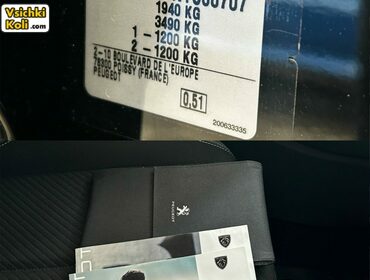 Vsichki
Koli.com
1940 KG
3490 KG
1 - 1200 KG
2 - 1200 KG
2-10 BOULEVARD DE L'EUROPE
78300 POISSY (FRANCE)
PEUGEOT
0.51
200633335
PEUGEOT